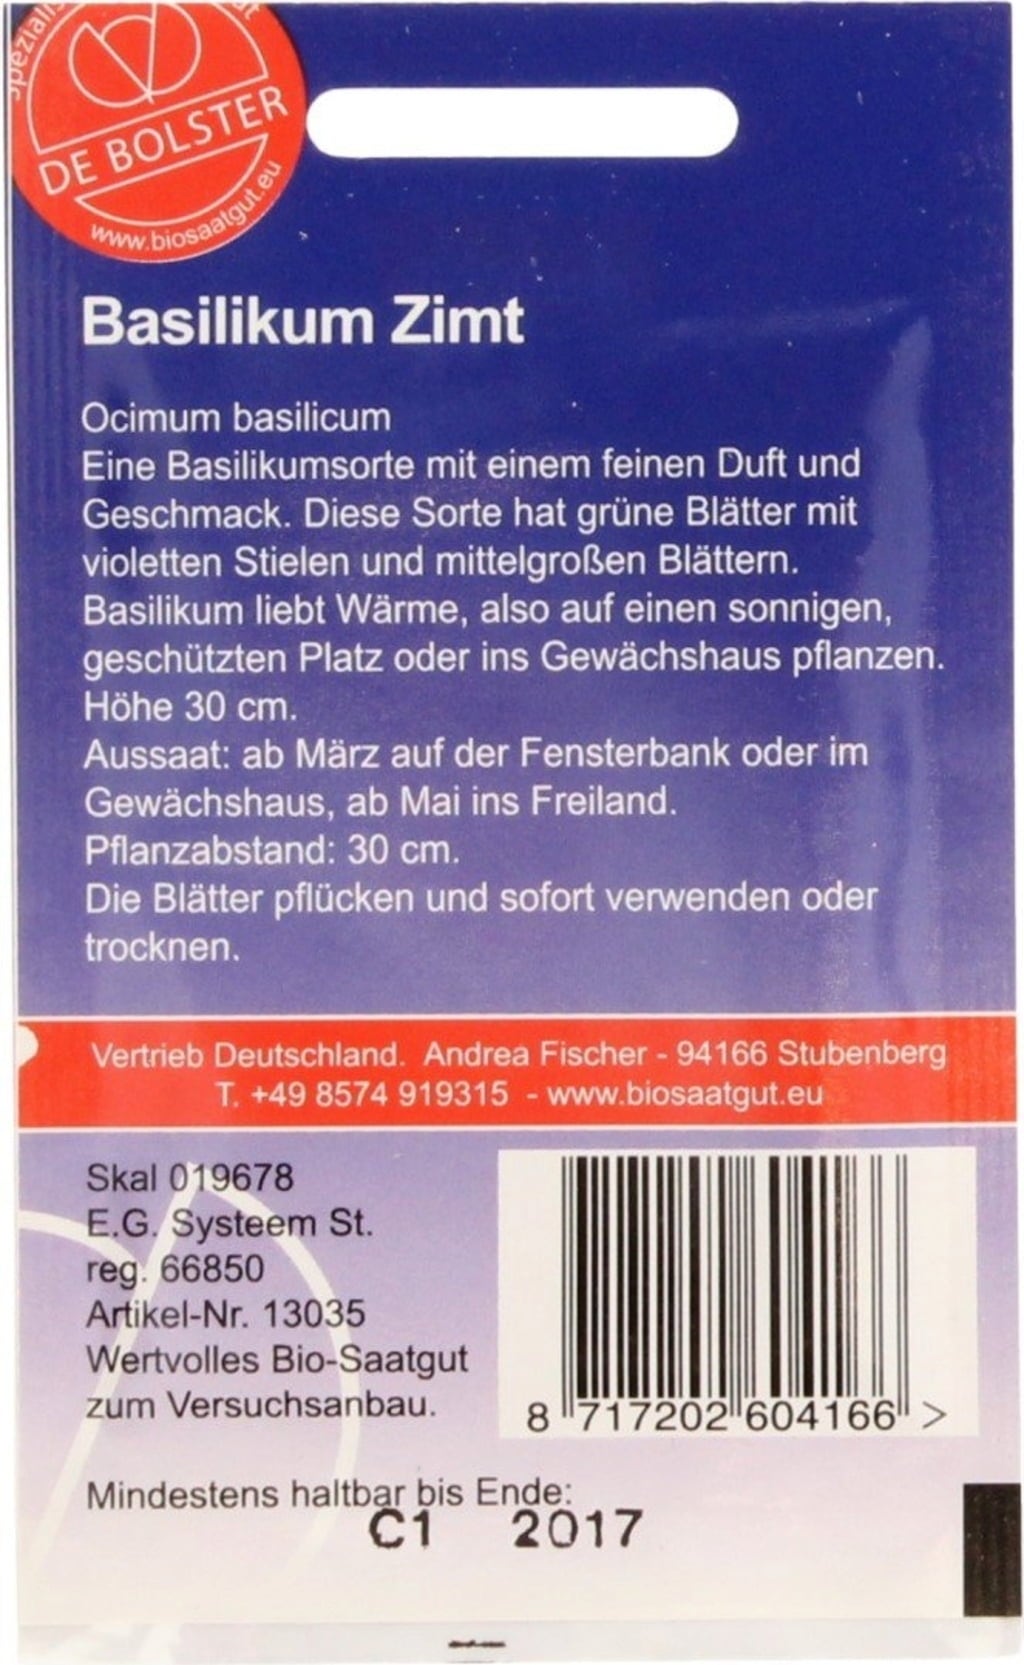 Speziali
ut
DE BOLSTER
www.biosaatgut.eu
Basilikum Zimt
Ocimum basilicum
Eine Basilikumsorte mit einem feinen Duft und
Geschmack. Diese Sorte hat grüne Blätter mit
violetten Stielen und mittelgroßen Blättern.
Basilikum liebt Wärme, also auf einen sonnigen,
geschützten Platz oder ins Gewächshaus pflanzen.
Höhe 30 cm.
Aussaat: ab März auf der Fensterbank oder im
Gewächshaus, ab Mai ins Freiland.
Pflanzabstand: 30 cm.
Die Blätter pflücken und sofort verwenden oder
trocknen.
Vertrieb Deutschland. Andrea Fischer - 94166 Stubenberg
T. +49 8574 919315 - www.biosaatgut.eu
Skal 019678
E.G. Systeem St.
reg. 66850
Artikel-Nr. 13035
Wertvolles Bio-Saatgut
zum Versuchsanbau.
8 717202 604166 >
Mindestens haltbar bis Ende:
C1 2017